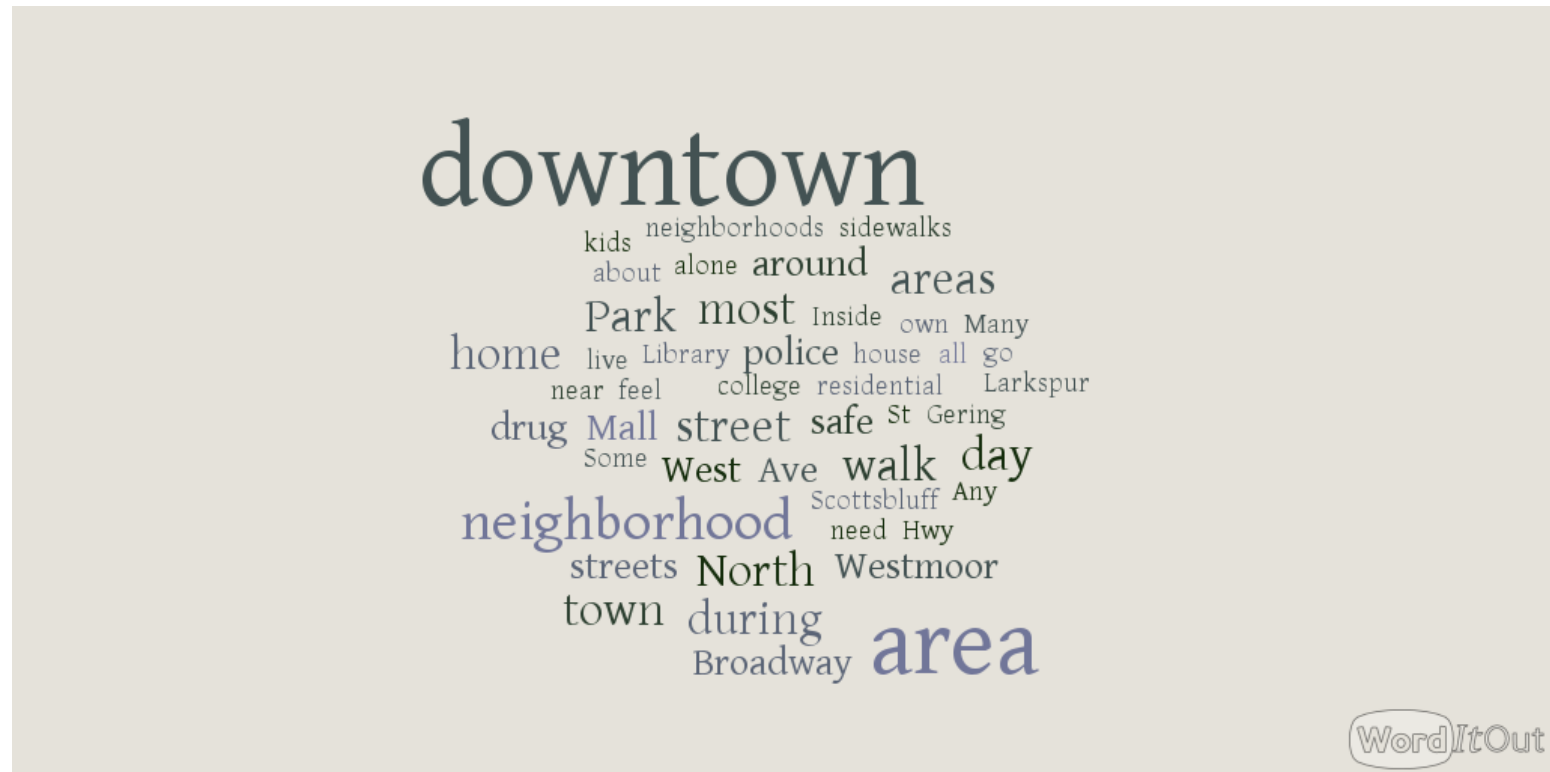 downtown
neighborhoods sidewalks
kids
about alone around areas
Park most Inside own Many
home live Library police house all go
near feel college residential Larkspur
drug Mall street safe St Gering
Some West Ave walk day
neighborhood Scottsbluff Any
need Hwy
streets North Westmoor
town during
Broadway area
WordItOut